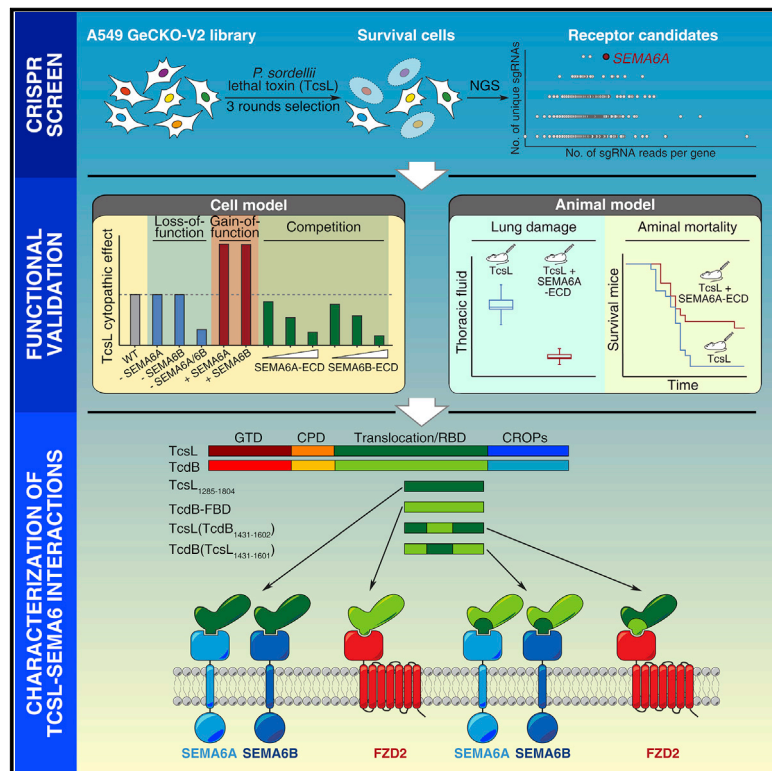 CRISPR
SCREEN
A549 GeCKO-V2 library
P. sordellii
lethal toxin (TcsL)
3 rounds selection
Survival cells
NGS
Receptor candidates
SEMA6A
No. of unique sgRNAs
No. of sgRNA reads per gene
FUNCTIONAL
VALIDATION
Cell model
Loss-of-
function
Gain-of-
function
Competition
TcsL cytopathic effect
WT
- SEMA6A
- SEMA6B
- SEMA6A/6B
+ SEMA6A
+ SEMA6B
SEMA6A-ECD
SEMA6B-ECD
Animal model
Lung damage
TcsL
TcsL +
SEMA6A
-ECD
Thoracic fluid
Aminal mortality
TcsL +
SEMA6A-ECD
TcsL
Survival mice
Time
CHARACTERIZATION OF
TCSL-SEMA6 INTERACTIONS
GTD CPD Translocation/RBD CROPs
TcsL
TcdB
TcsL1285-1804
TcdB-FBD
TcsL(TcdB1431-1602)
TcdB(TcsL1431-1601)
SEMA6A SEMA6B FZD2 SEMA6A SEMA6B FZD2